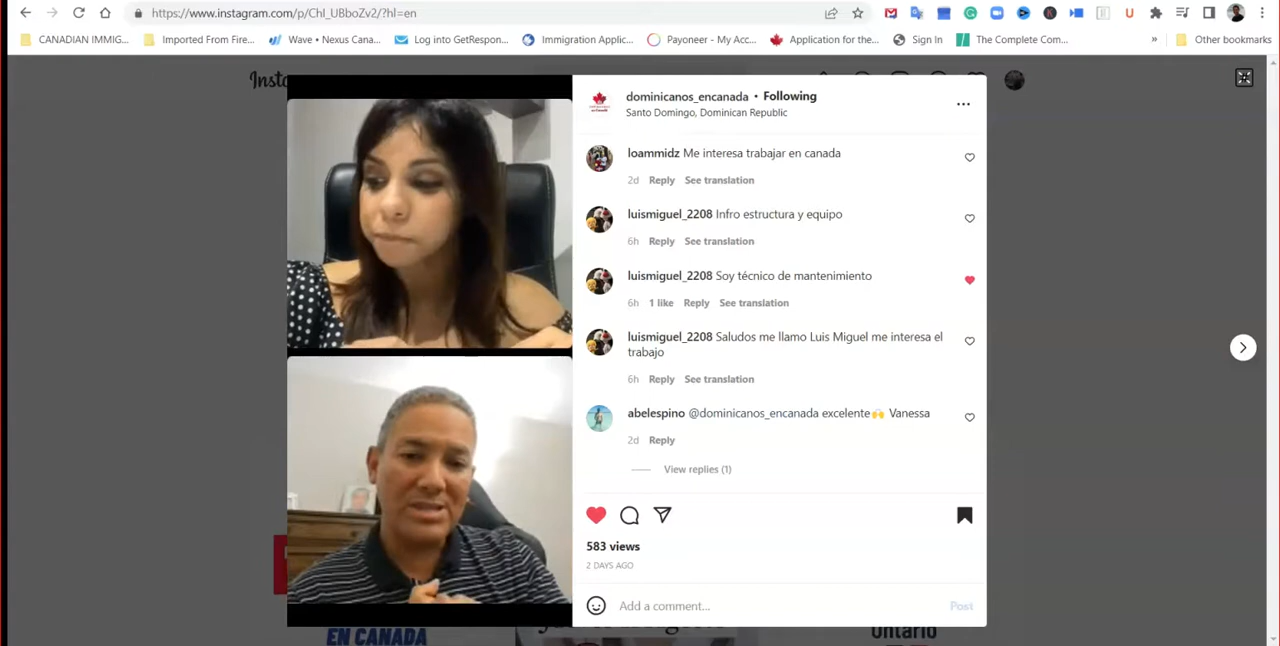 https://www.instagram.com/p/Chl_UBboZv2/?hl=en
CANADIAN IMMIG...
Imported From Fire...
Wave • Nexus Cana...
Log into GetRespon...
Immigration Applic...
Payoneer - My Acc...
Application for the...
Sign In
The Complete Com...
»
Other bookmarks
Insta
dominicanos_encanada • Following
Santo Domingo, Dominican Republic
loammidz Me interesa trabajar en canada
2d Reply See translation
luismiguel_2208 Infro estructura y equipo
6h Reply See translation
luismiguel_2208 Soy técnico de mantenimiento
6h 1 like Reply See translation
luismiguel_2208 Saludos me llamo Luis Miguel me interesa el
trabajo
6h Reply See translation
abelespino @dominicanos_encanada excelente🙌 Vanessa
2d Reply
View replies (1)
583 views
2 DAYS AGO
Add a comment...
Post
EN CANADA
Ontario